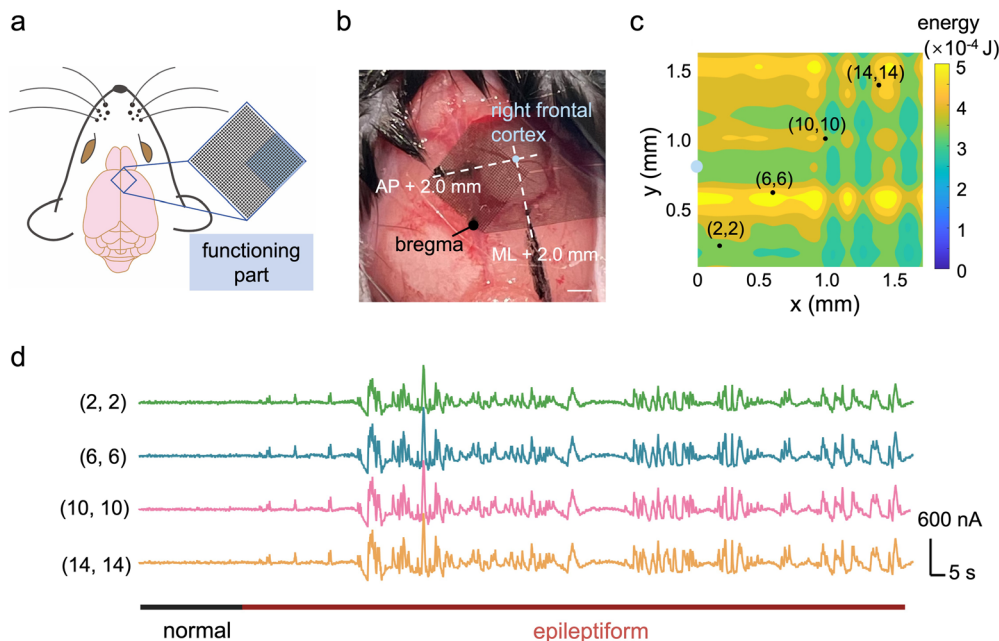 a
functioning
part
b
right frontal
cortex
AP + 2.0 mm
bregma
ML + 2.0 mm
c
energy
(×10⁻⁴ J)
(14,14)
(10,10)
(6,6)
(2,2)
y (mm)
1.5
1.0
0.5
0
0.5
1.0
1.5
x (mm)
5
4
3
2
1
0
d
(2, 2)
(6, 6)
(10, 10)
(14, 14)
600 nA
5 s
normal
epileptiform